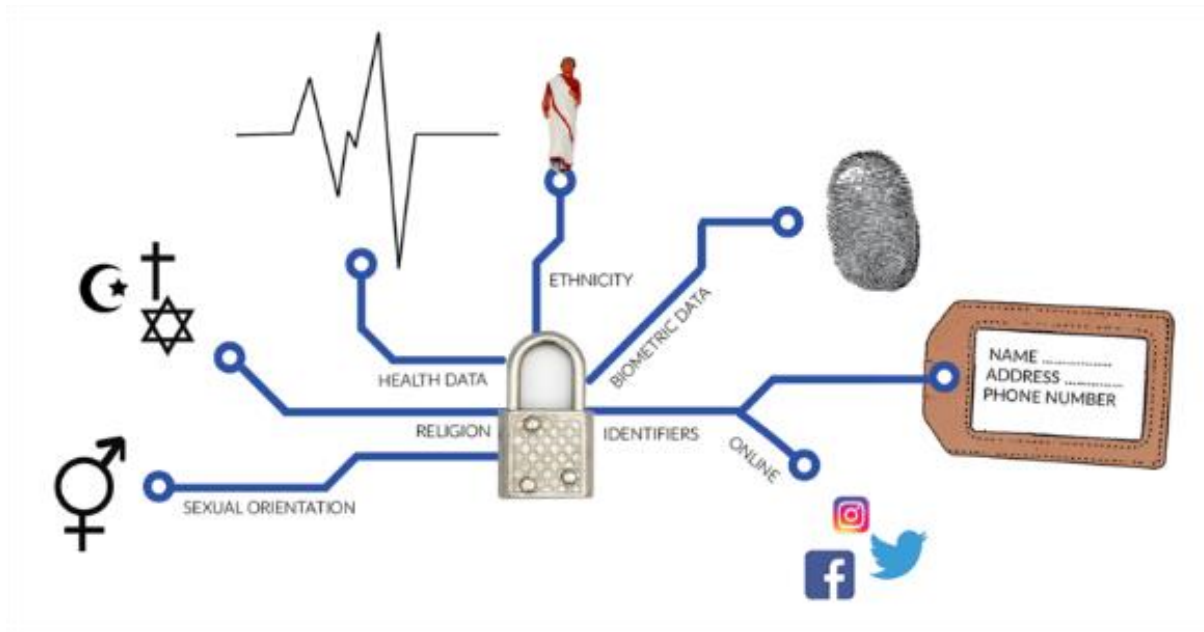 ETHNICITY
BIOMETRIC DATA
HEALTH DATA
RELIGION
SEXUAL ORIENTATION
IDENTIFIERS
ONLINE
NAME ..............
ADDRESS ............
PHONE NUMBER
f